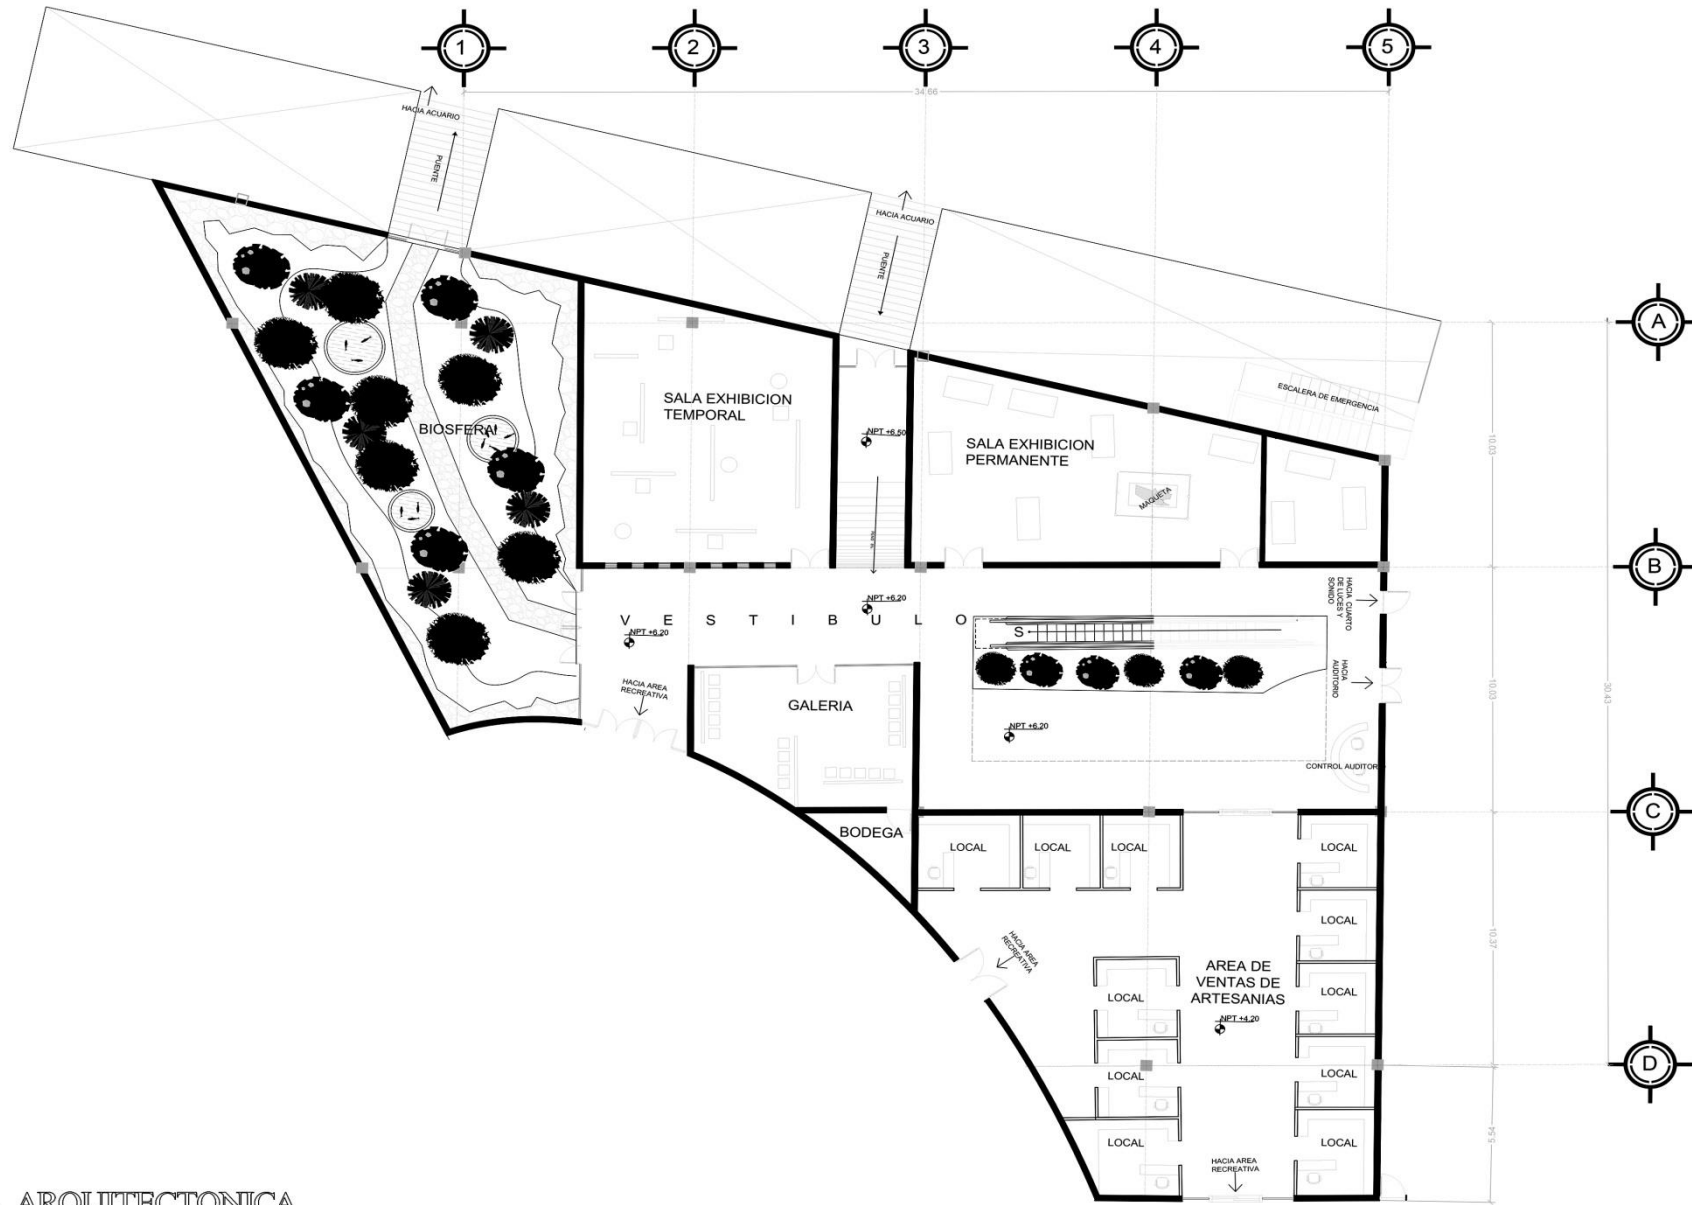 1 2 3 4 5
34.66
HACIA ACUARIO
PUENTE
HACIA ACUARIO
PUENTE
A
ESCALERA DE EMERGENCIA
SALA EXHIBICION
TEMPORAL
BIOSFERA
NPT +6.50
SALA EXHIBICION
PERMANENTE
MAQUETA
10.03
B
HACIA CUARTO
DE LUCES Y
SONIDO
NPT +6.20
VESTIBULO
S
NPT +6.20
HACIA AREA
RECREATIVA
HACIA
AUDITORIO
GALERIA
10.03
30.43
NPT +6.20
CONTROL AUDITORIO
C
BODEGA
LOCAL LOCAL LOCAL LOCAL
LOCAL
HACIA AREA
RECREATIVA
10.37
AREA DE
VENTAS DE
ARTESANIAS
LOCAL LOCAL
NPT +4.20
D
LOCAL LOCAL
5.54
LOCAL LOCAL
HACIA AREA
RECREATIVA
ARQUITECTONICA